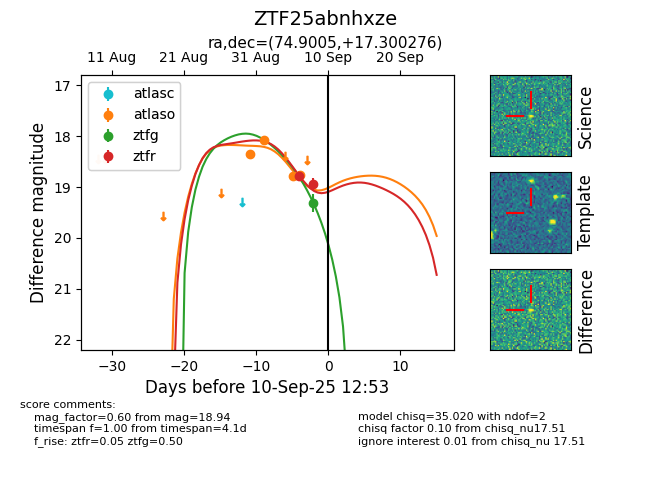 ZTF25abnhxze
ra,dec=(74.9005,+17.300276)
11 Aug 21 Aug 31 Aug 10 Sep 20 Sep
17
18
19
20
21
22
Difference magnitude
atlasc
atlaso
ztfg
ztfr
−30 −20 −10 0 10
Days before 10-Sep-25 12:53
Science
Template
Difference
score comments:
mag_factor=0.60 from mag=18.94
timespan f=1.00 from timespan=4.1d
f_rise: ztfr=0.05 ztfg=0.50
model chisq=35.020 with ndof=2
chisq factor 0.10 from chisq_nu17.51
ignore interest 0.01 from chisq_nu 17.51